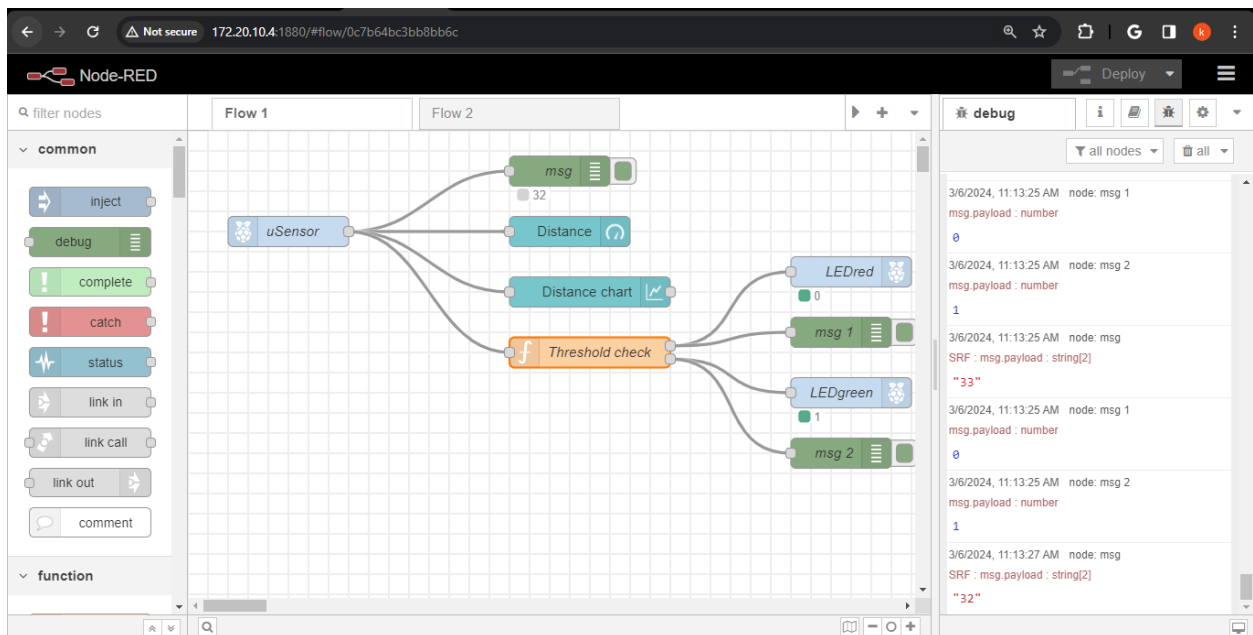 Not secure 172.20.10.4:1880/#flow/0c7b64bc3bb8bb6c
G
k
Node-RED
Deploy
filter nodes
common
inject
debug
complete
catch
status
link in
link call
link out
comment
function
Flow 1
Flow 2
msg
32
uSensor
Distance
Distance chart
f Threshold check
LEDred
0
msg 1
LEDgreen
1
msg 2
debug
i
all nodes
all
3/6/2024, 11:13:25 AM node: msg 1
msg.payload : number
0
3/6/2024, 11:13:25 AM node: msg 2
msg.payload : number
1
3/6/2024, 11:13:25 AM node: msg
SRF : msg.payload : string[2]
"33"
3/6/2024, 11:13:25 AM node: msg 1
msg.payload : number
0
3/6/2024, 11:13:25 AM node: msg 2
msg.payload : number
1
3/6/2024, 11:13:27 AM node: msg
SRF : msg.payload : string[2]
"32"